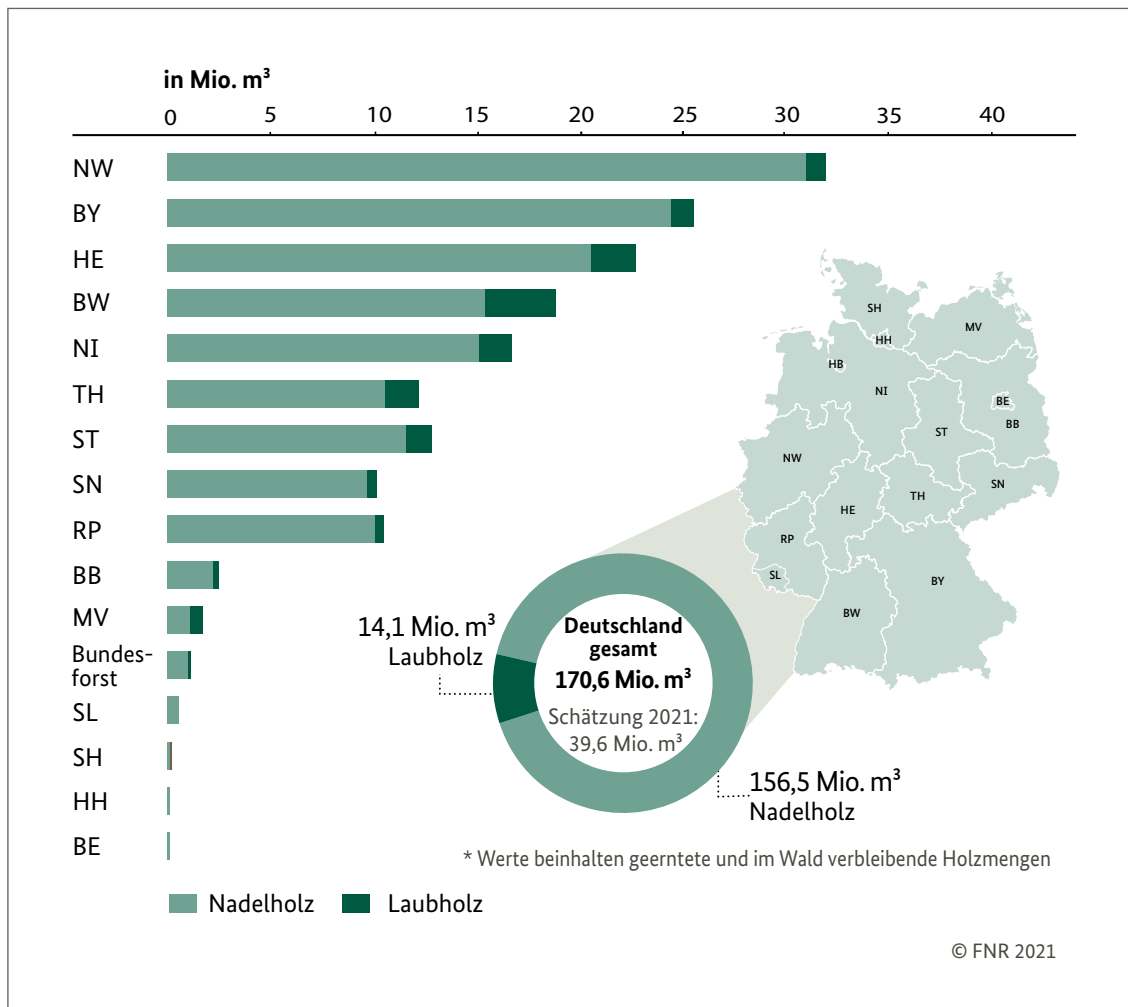 in Mio. m³
0 5 10 15 20 25 30 35 40
NW
BY
HE
BW
NI
TH
ST
SN
RP
BB
MV
Bundes-
forst
SL
SH
HH
BE
SH
MV
HH
HB
NI
BE
BB
ST
NW
SN
TH
HE
RP
SL
BY
BW
14,1 Mio. m³
Laubholz
Deutschland
gesamt
170,6 Mio. m³
Schätzung 2021:
39,6 Mio. m³
156,5 Mio. m³
Nadelholz
* Werte beinhalten geerntete und im Wald verbleibende Holzmengen
Nadelholz Laubholz
© FNR 2021